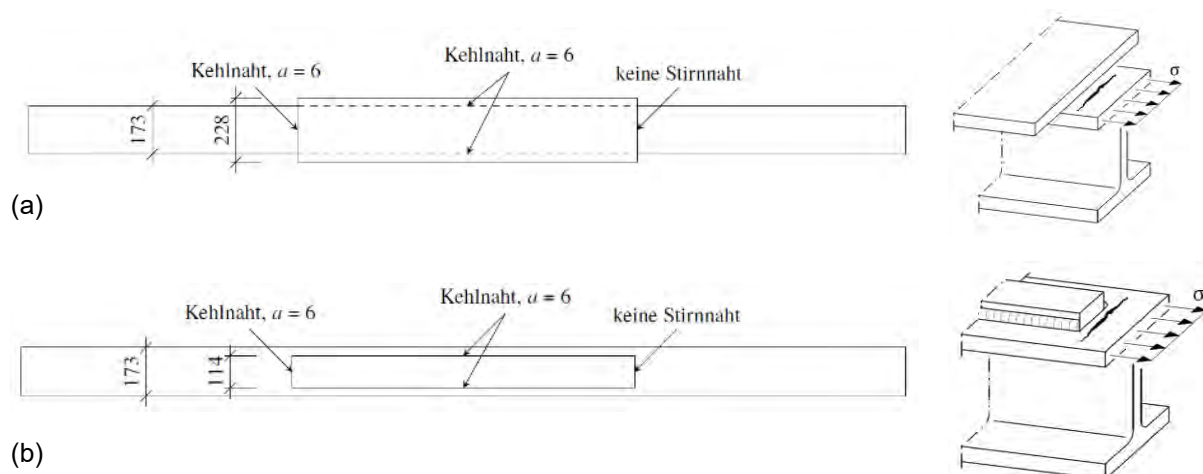 Kehlnaht, a = 6
Kehlnaht, a = 6
keine Stirnnaht
σ
173
228
(a)
Kehlnaht, a = 6
Kehlnaht, a = 6
keine Stirnnaht
σ
173
114
(b)